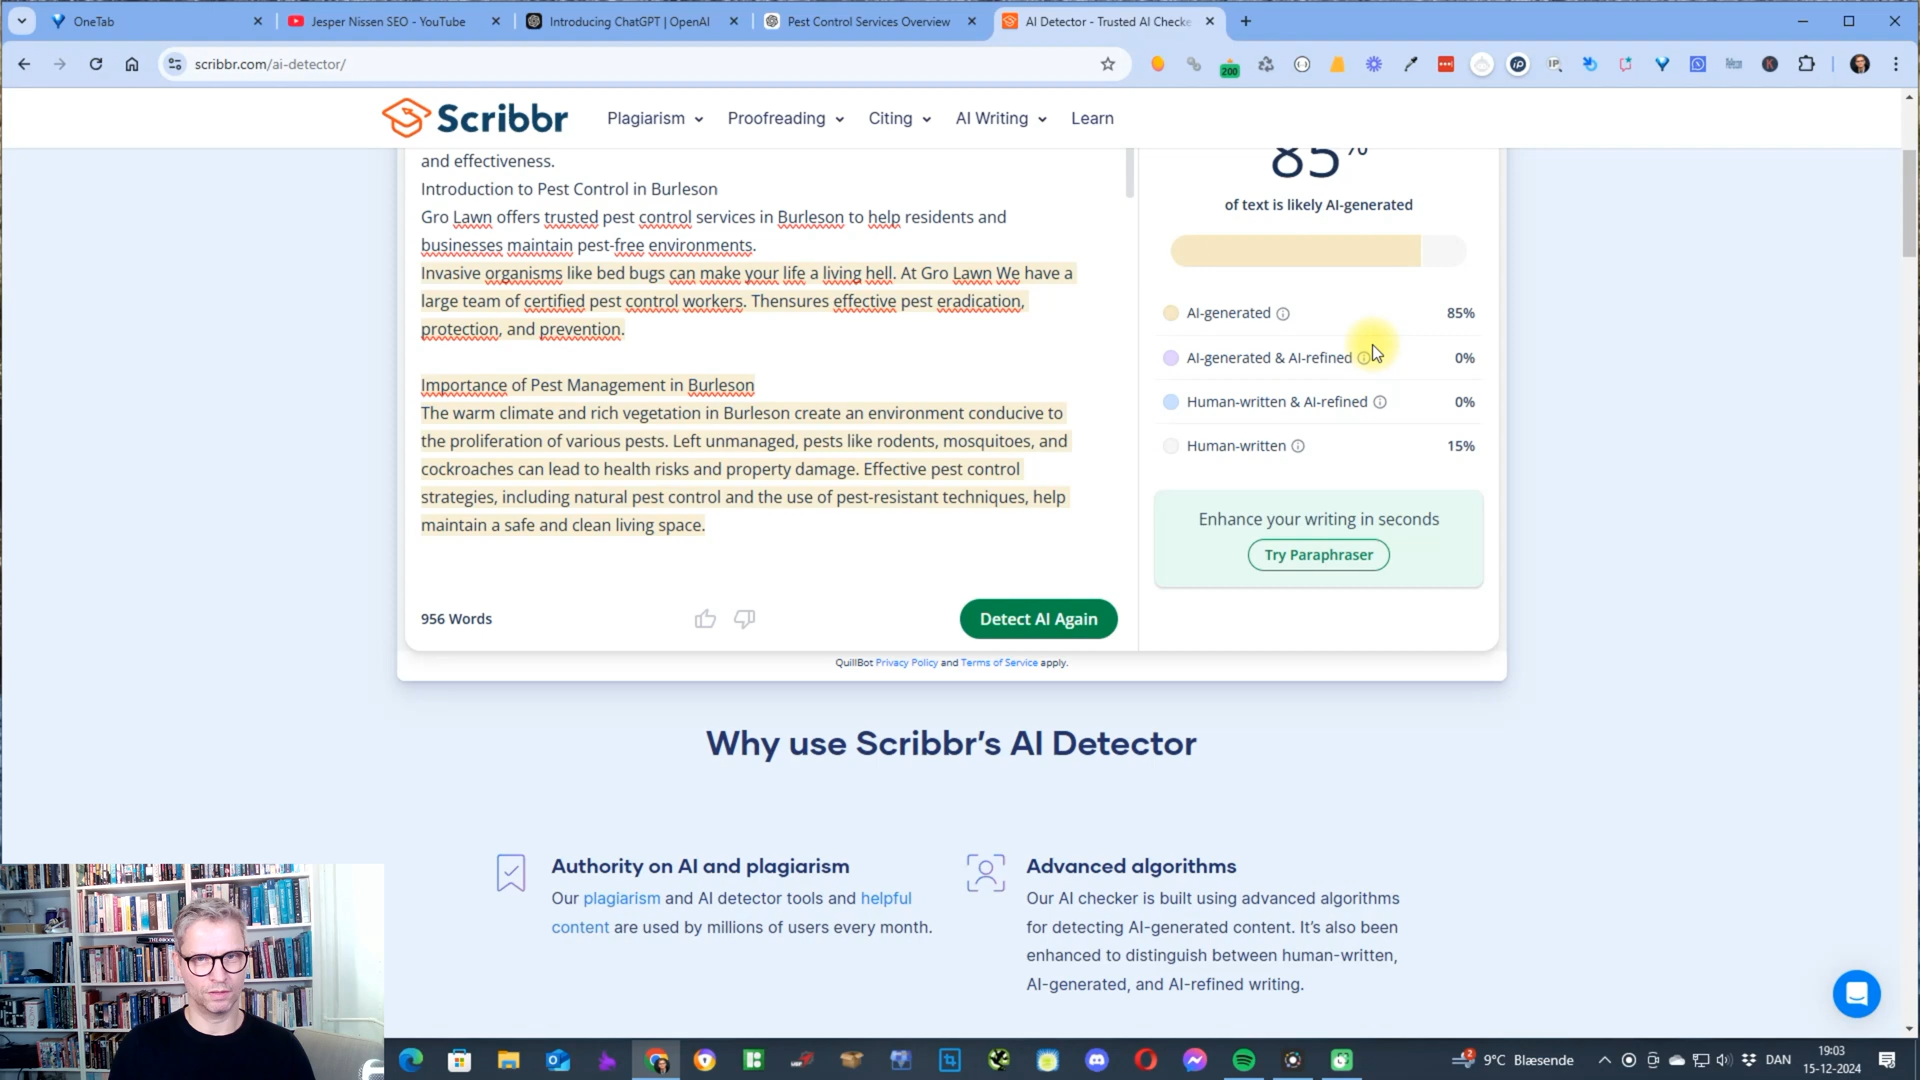 OneTab
Jesper Nissen SEO - YouTube
Introducing ChatGPT | OpenAI
Pest Control Services Overview
AI Detector - Trusted AI Checke
scribbr.com/ai-detector/
200
Scribbr
Plagiarism
Proofreading
Citing
AI Writing
Learn
and effectiveness.
Introduction to Pest Control in Burleson
Gro Lawn offers trusted pest control services in Burleson to help residents and
businesses maintain pest-free environments.
Invasive organisms like bed bugs can make your life a living hell. At Gro Lawn We have a
large team of certified pest control workers. Thensures effective pest eradication,
protection, and prevention.
Importance of Pest Management in Burleson
The warm climate and rich vegetation in Burleson create an environment conducive to
the proliferation of various pests. Left unmanaged, pests like rodents, mosquitoes, and
cockroaches can lead to health risks and property damage. Effective pest control
strategies, including natural pest control and the use of pest-resistant techniques, help
maintain a safe and clean living space.
956 Words
Detect AI Again
85%
of text is likely AI-generated
AI-generated 85%
AI-generated & AI-refined 0%
Human-written & AI-refined 0%
Human-written 15%
Enhance your writing in seconds
Try Paraphraser
QuillBot Privacy Policy and Terms of Service apply.
Why use Scribbr's AI Detector
Authority on AI and plagiarism
Our plagiarism and AI detector tools and helpful
content are used by millions of users every month.
Advanced algorithms
Our AI checker is built using advanced algorithms
for detecting AI-generated content. It's also been
enhanced to distinguish between human-written,
AI-generated, and AI-refined writing.
9°C Blæsende
DAN
19:03
15-12-2024